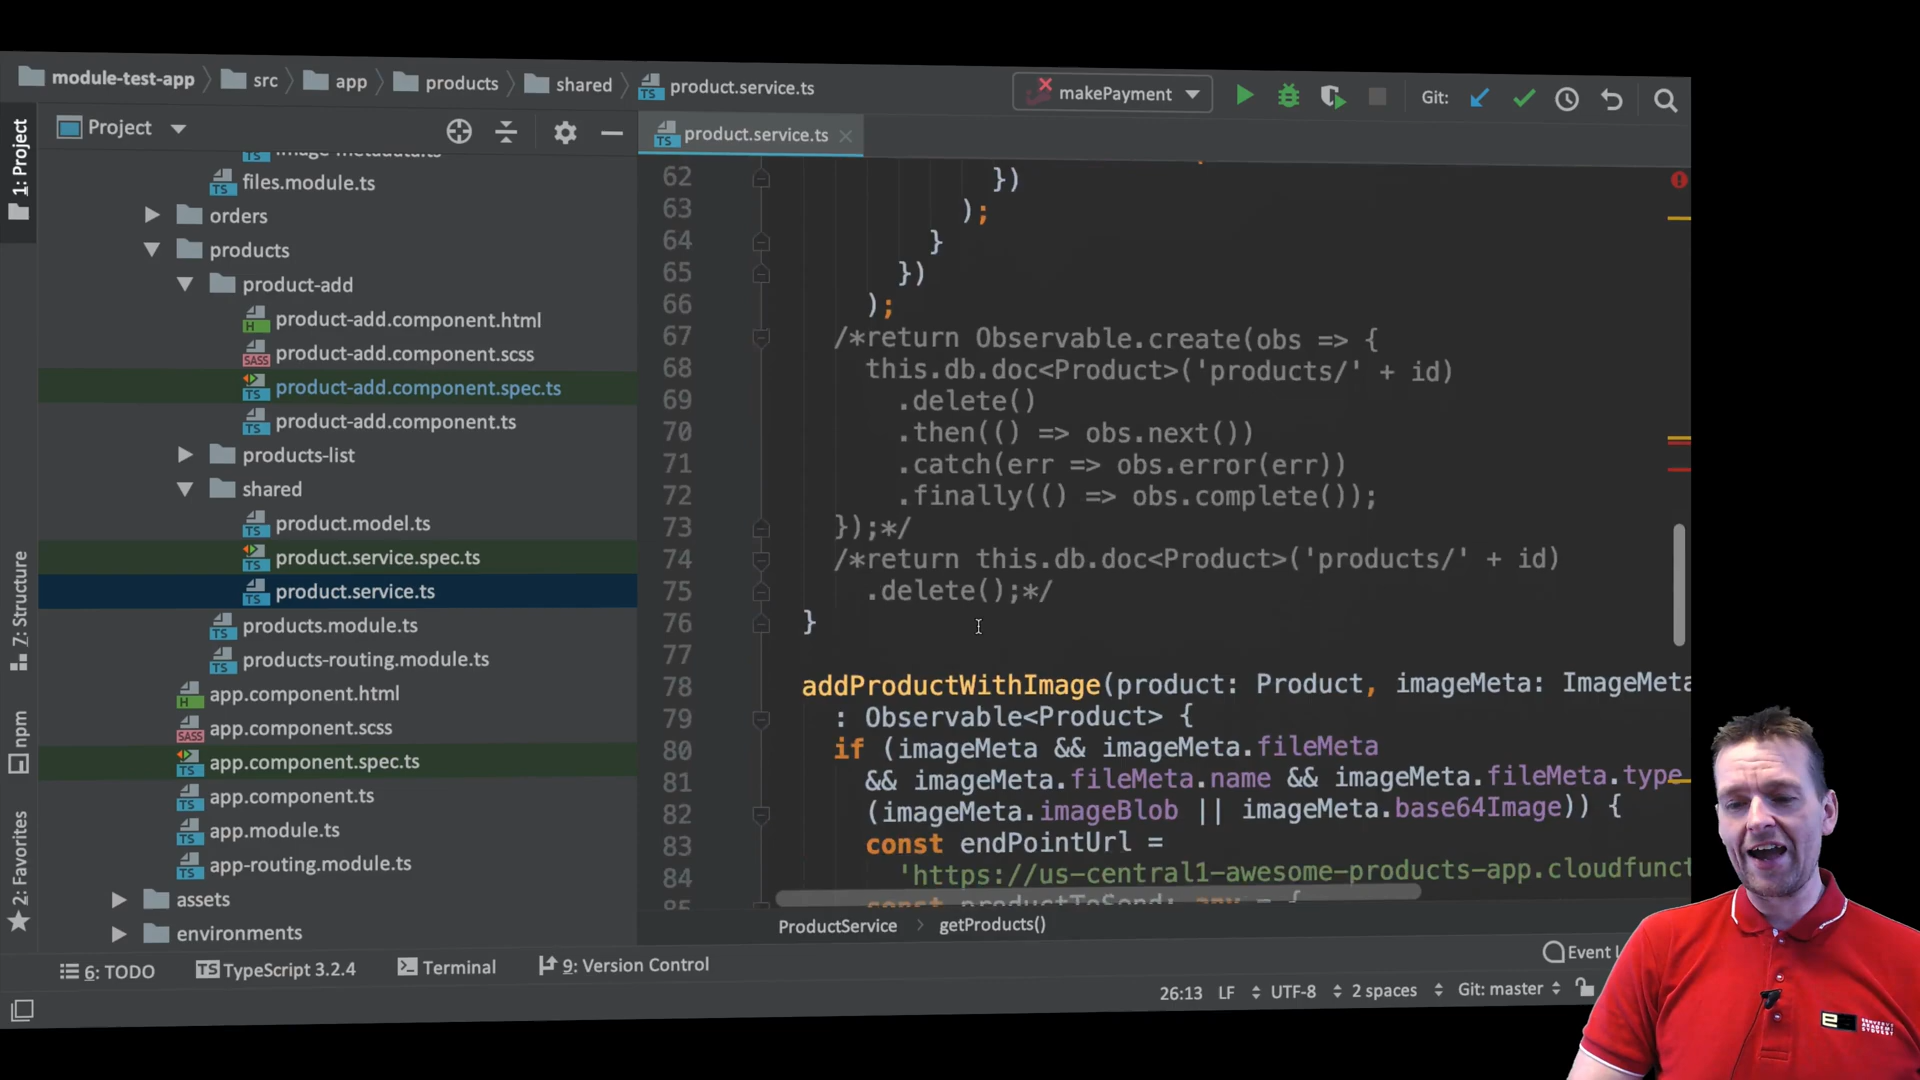 module-test-app src app products shared product.service.ts
makePayment Git:
1: Project
Project
product.service.ts
files.module.ts
orders
products
product-add
product-add.component.html
product-add.component.scss
product-add.component.spec.ts
product-add.component.ts
products-list
shared
product.model.ts
product.service.spec.ts
product.service.ts
products.module.ts
products-routing.module.ts
app.component.html
app.component.scss
app.component.spec.ts
app.component.ts
app.module.ts
app-routing.module.ts
assets
environments
Z: Structure
npm
2: Favorites
62 })
63 );
64 }
65 })
66 );
67 /*return Observable.create(obs => {
68 this.db.doc<Product>('products/' + id)
69 .delete()
70 .then(() => obs.next())
71 .catch(err => obs.error(err))
72 .finally(() => obs.complete());
73 });*/
74 /*return this.db.doc<Product>('products/' + id)
75 .delete();*/
76 }
77
78 addProductWithImage(product: Product, imageMeta: ImageMeta
79 : Observable<Product> {
80 if (imageMeta && imageMeta.fileMeta
81 && imageMeta.fileMeta.name && imageMeta.fileMeta.type
82 (imageMeta.imageBlob || imageMeta.base64Image)) {
83 const endPointUrl =
84 'https://us-central1-awesome-products-app.cloudfunct
85 const productToSend: any = {
ProductService getProducts()
6: TODO TypeScript 3.2.4 Terminal 9: Version Control Event
26:13 LF UTF-8 2 spaces Git: master